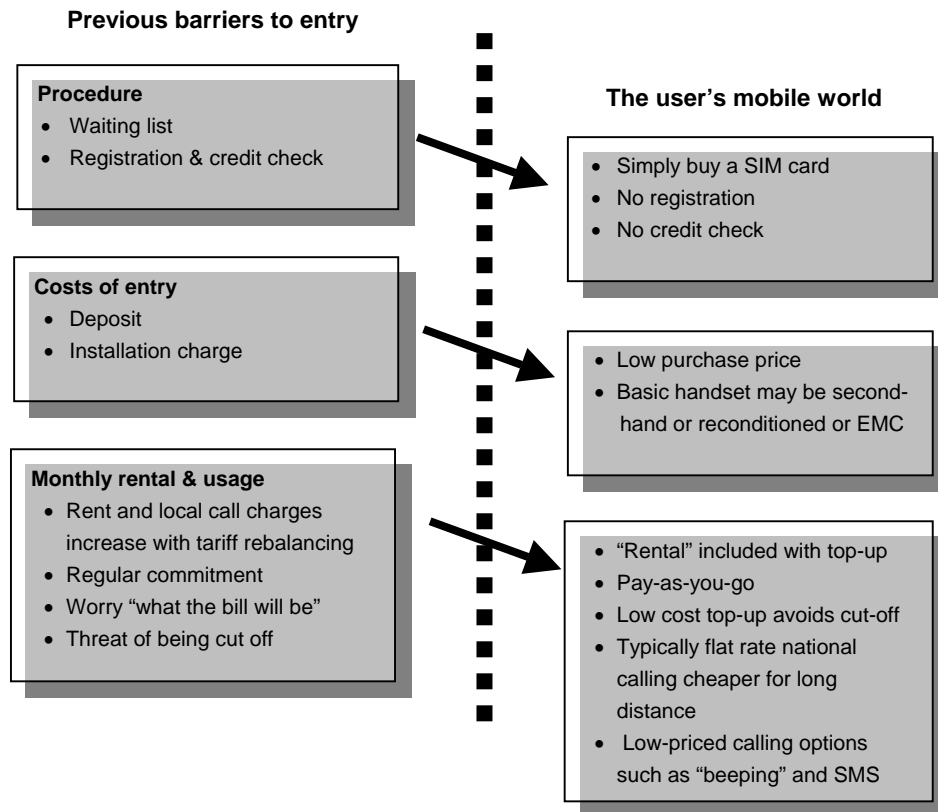 Previous barriers to entry
Procedure
• Waiting list
• Registration & credit check
Costs of entry
• Deposit
• Installation charge
Monthly rental & usage
• Rent and local call charges
increase with tariff rebalancing
• Regular commitment
• Worry “what the bill will be”
• Threat of being cut off
The user’s mobile world
• Simply buy a SIM card
• No registration
• No credit check
• Low purchase price
• Basic handset may be second-
hand or reconditioned or EMC
• “Rental” included with top-up
• Pay-as-you-go
• Low cost top-up avoids cut-off
• Typically flat rate national
calling cheaper for long
distance
• Low-priced calling options
such as “beeping” and SMS